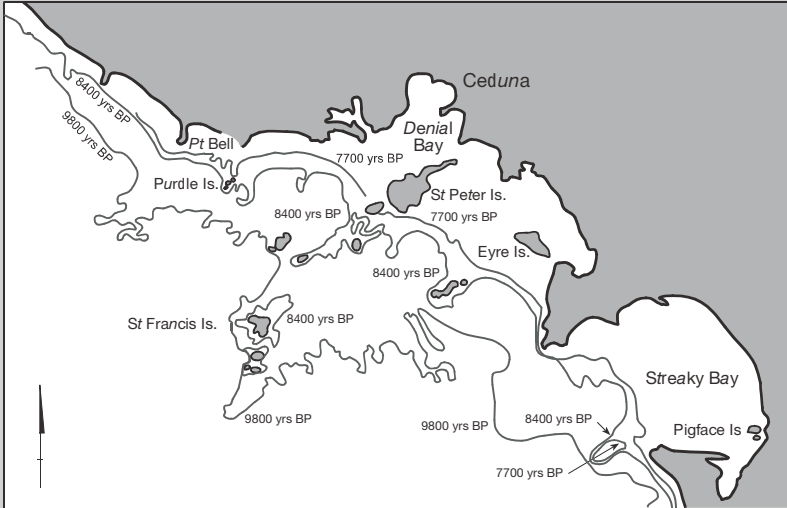 Ceduna
8400 yrs BP
9800 yrs BP
Denial
Bay
Pt Bell
7700 yrs BP
Purdle Is.
St Peter Is.
8400 yrs BP
7700 yrs BP
Eyre Is.
8400 yrs BP
St Francis Is.
8400 yrs BP
Streaky Bay
9800 yrs BP
9800 yrs BP
8400 yrs BP
Pigface Is
7700 yrs BP